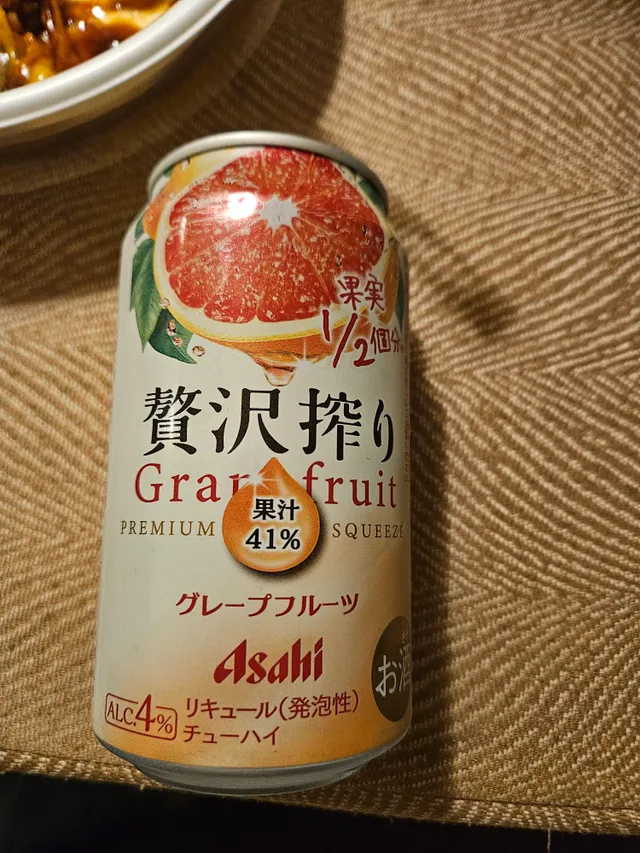 果実
1/2個分
贅沢搾り
Grapefruit
果汁
41%
PREMIUM SQUEEZE
グレープフルーツ
Asahi
お酒
ALC.4%
リキュール(発泡性)
チューハイ